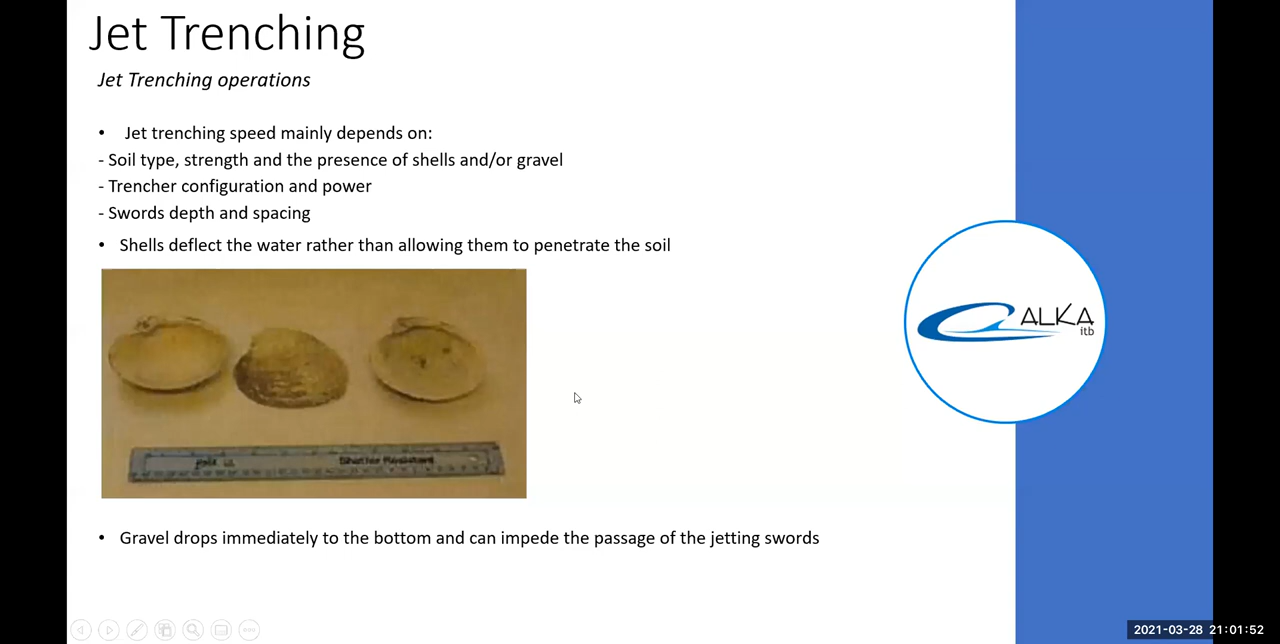 Jet Trenching
Jet Trenching operations
• Jet trenching speed mainly depends on:
- Soil type, strength and the presence of shells and/or gravel
- Trencher configuration and power
- Swords depth and spacing
• Shells deflect the water rather than allowing them to penetrate the soil
Shatter Resistant
ALKA
itb
• Gravel drops immediately to the bottom and can impede the passage of the jetting swords
2021-03-28 21:01:52